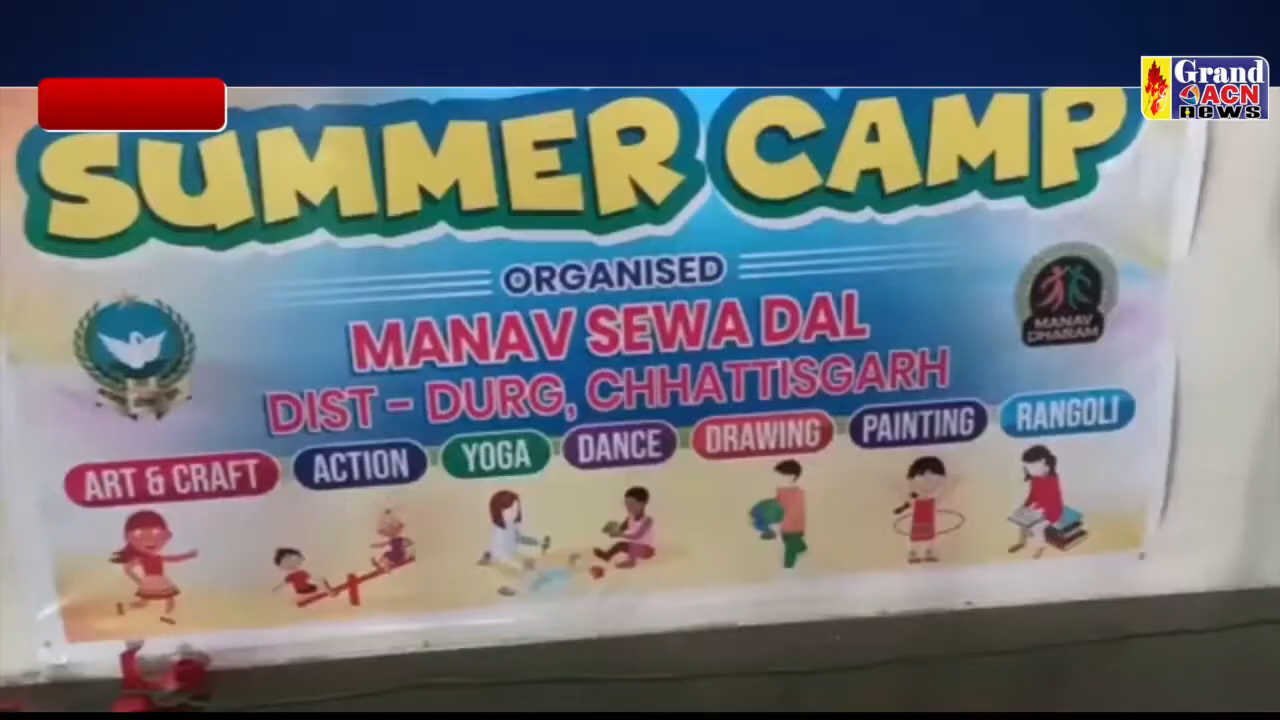 Grand
ACN
news
SUMMER CAMP
ORGANISED
MANAV SEWA DAL
DIST - DURG, CHHATTISGARH
MANAV
DHARAM
ART & CRAFT
ACTION
YOGA
DANCE
DRAWING
PAINTING
RANGOLI